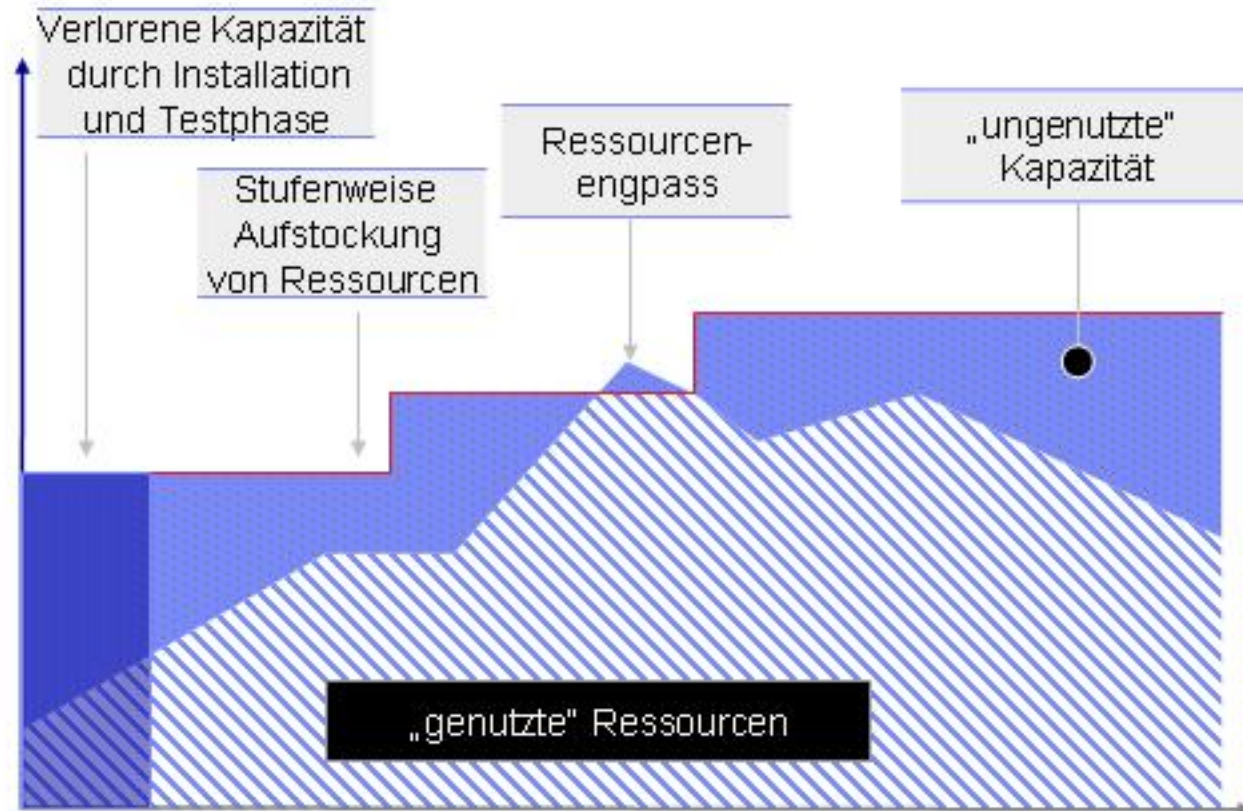 Verlorene Kapazität
durch Installation
und Testphase
Stufenweise
Aufstockung
von Ressourcen
Ressourcen-
engpass
„ungenutzte“
Kapazität
„genutzte“ Ressourcen